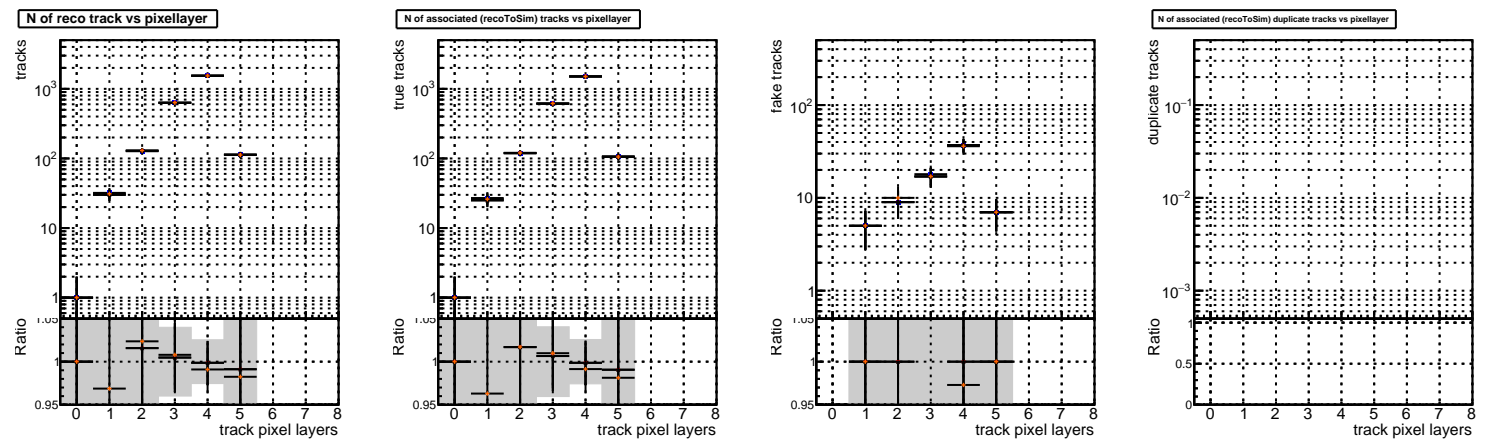 N of reco track vs pixellayer
tracks
10³
10²
10
1
Ratio
1.05
1
0.95
0 1 2 3 4 5 6 7 8
track pixel layers
N of associated (recoToSim) tracks vs pixellayer
true tracks
10³
10²
10
1
Ratio
1.05
1
0.95
0 1 2 3 4 5 6 7 8
track pixel layers
fake tracks
10²
10
1
Ratio
1.05
1
0.95
0 1 2 3 4 5 6 7 8
track pixel layers
N of associated (recoToSim) duplicate tracks vs pixellayer
duplicate tracks
10⁻¹
10⁻²
10⁻³
Ratio
1
0.5
0
0 1 2 3 4 5 6 7 8
track pixel layers